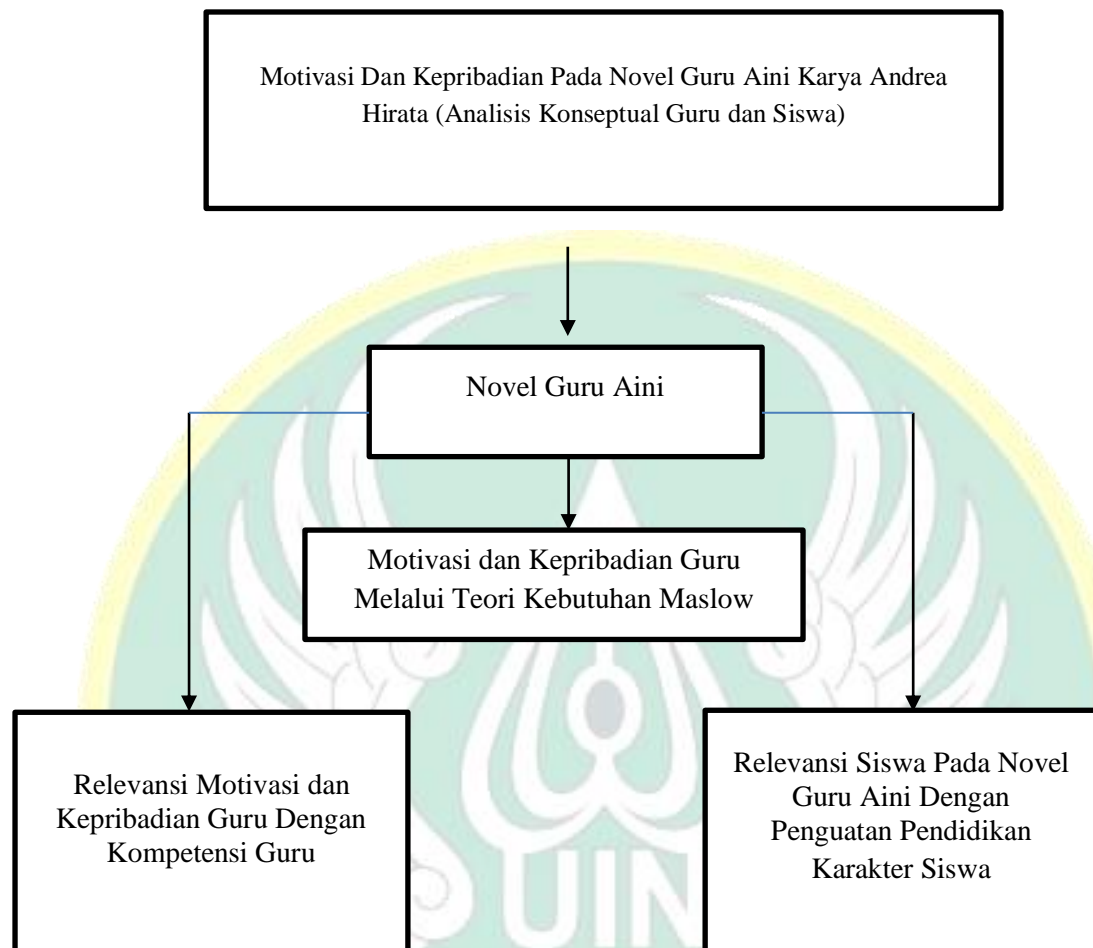 Motivasi Dan Kepribadian Pada Novel Guru Aini Karya Andrea
Hirata (Analisis Konseptual Guru dan Siswa)
Novel Guru Aini
Motivasi dan Kepribadian Guru
Melalui Teori Kebutuhan Maslow
Relevansi Motivasi dan
Kepribadian Guru Dengan
Kompetensi Guru
Relevansi Siswa Pada Novel
Guru Aini Dengan
Penguatan Pendidikan
Karakter Siswa
UIN